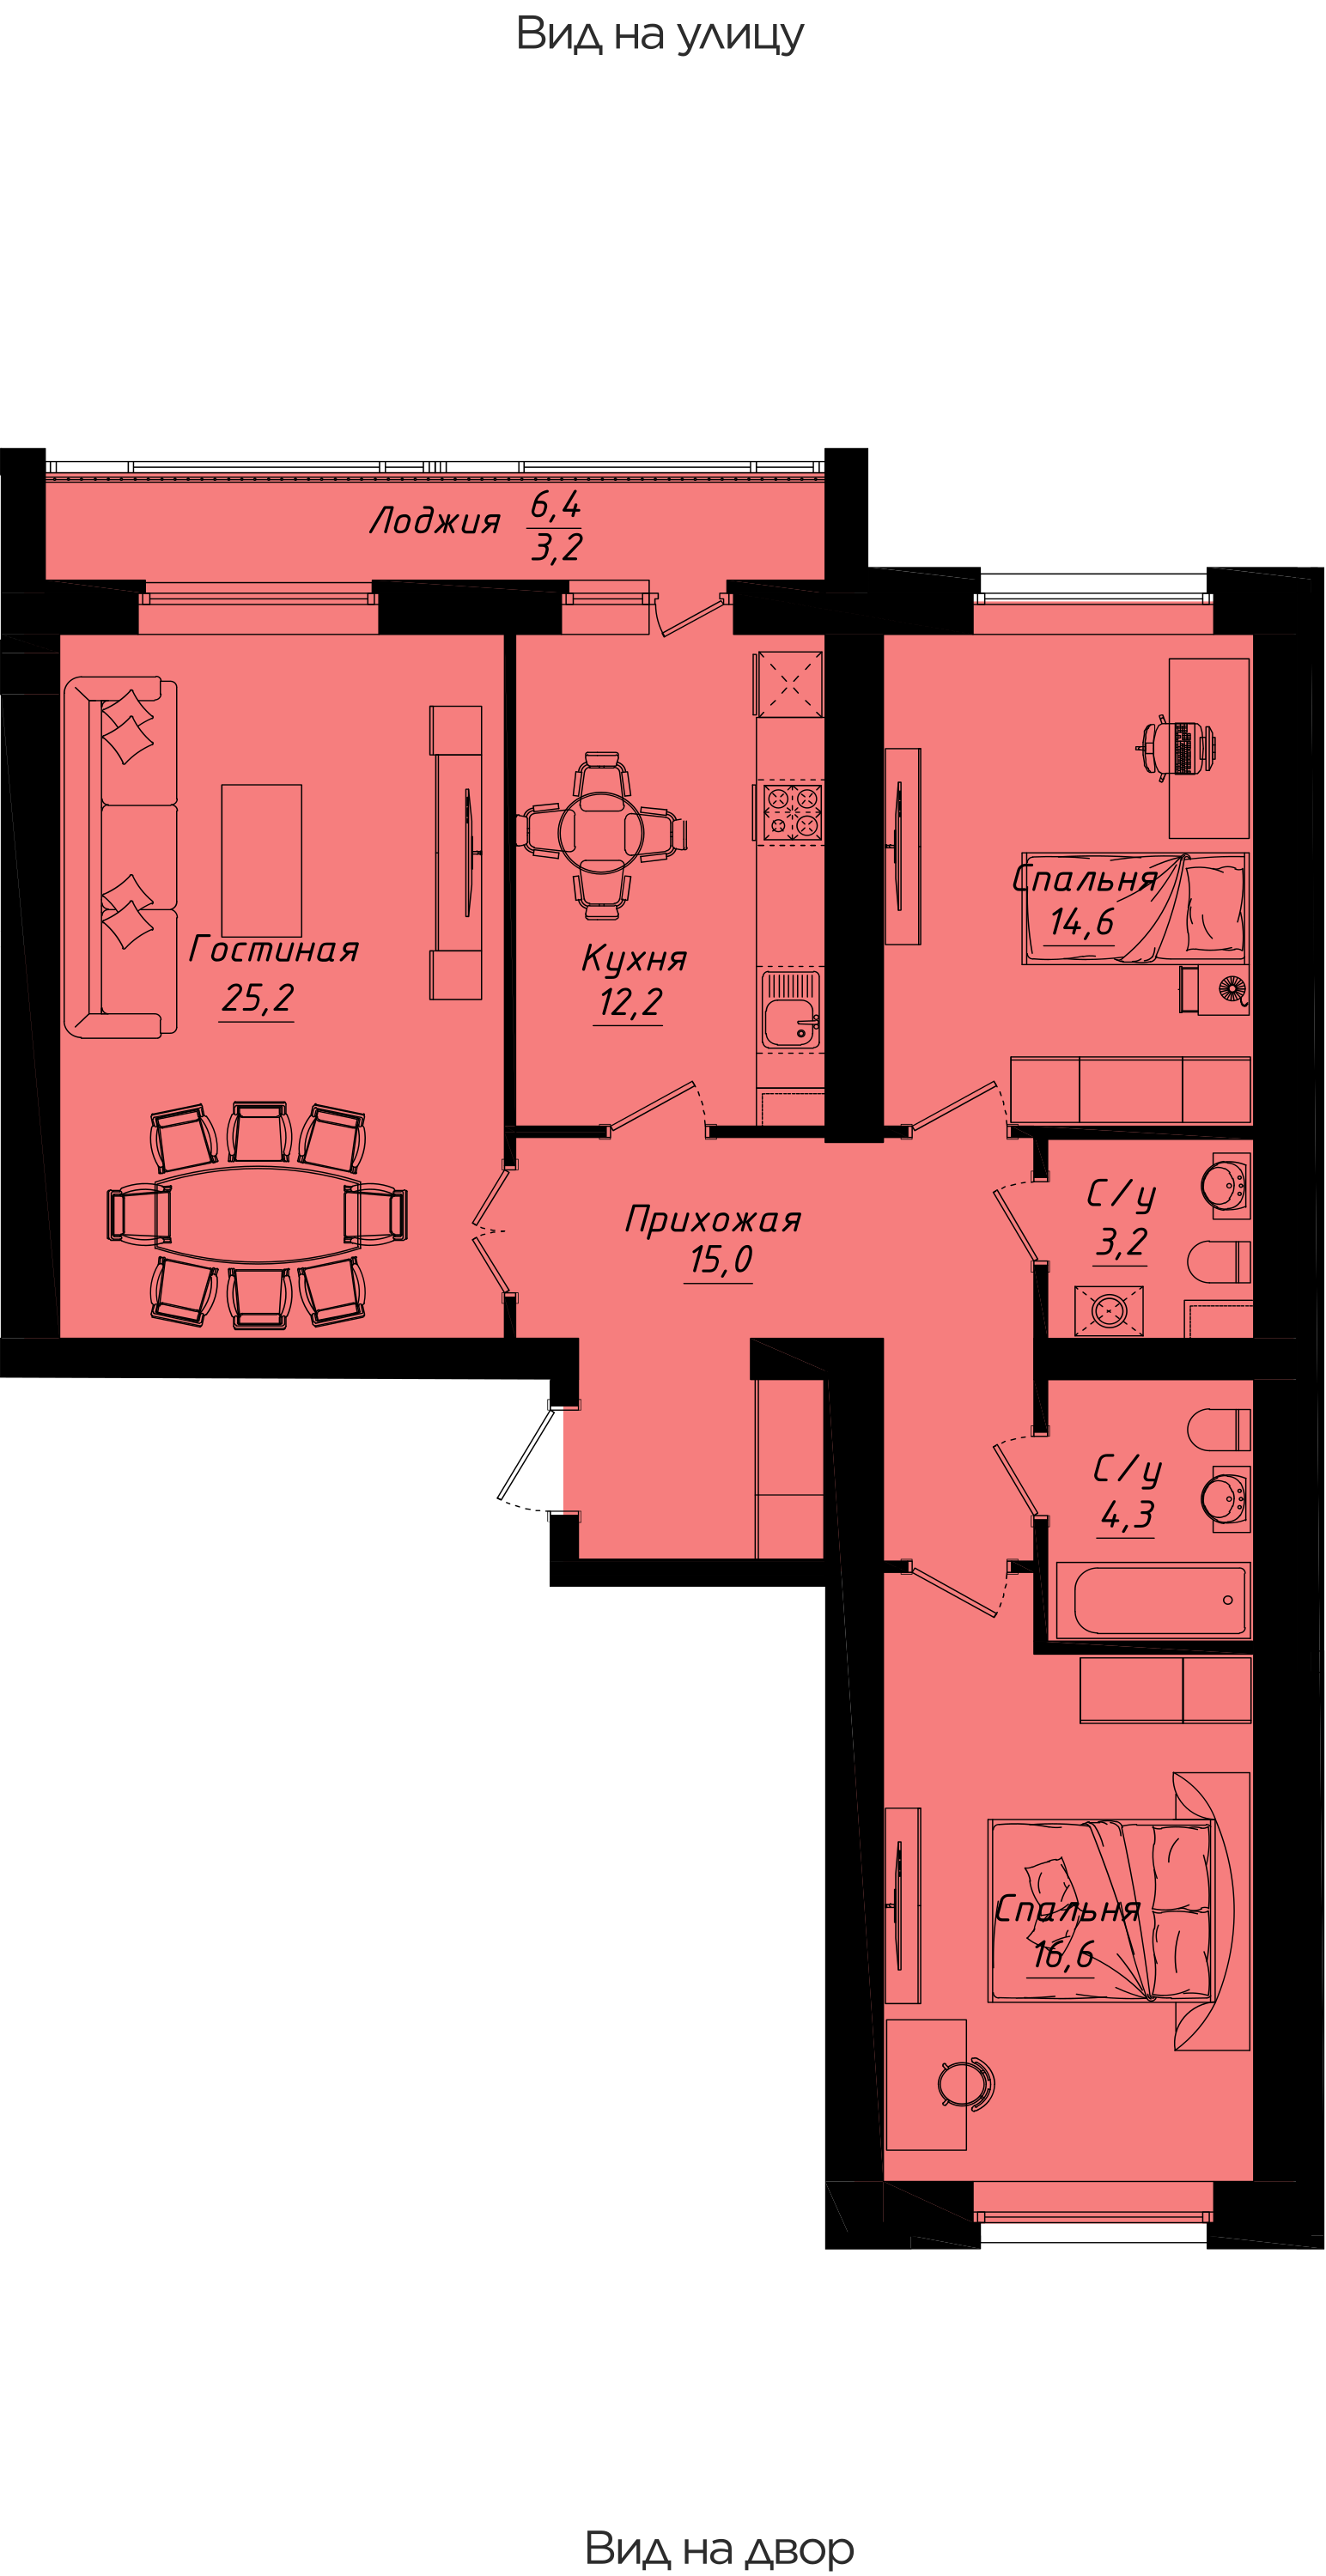 Вид на улицу
Лоджия 6,4
3,2
Спальня
14,6
Гостиная
25,2
Кухня
12,2
С/у
3,2
Прихожая
15,0
С/у
4,3
Спальня
16,6
Вид на двор